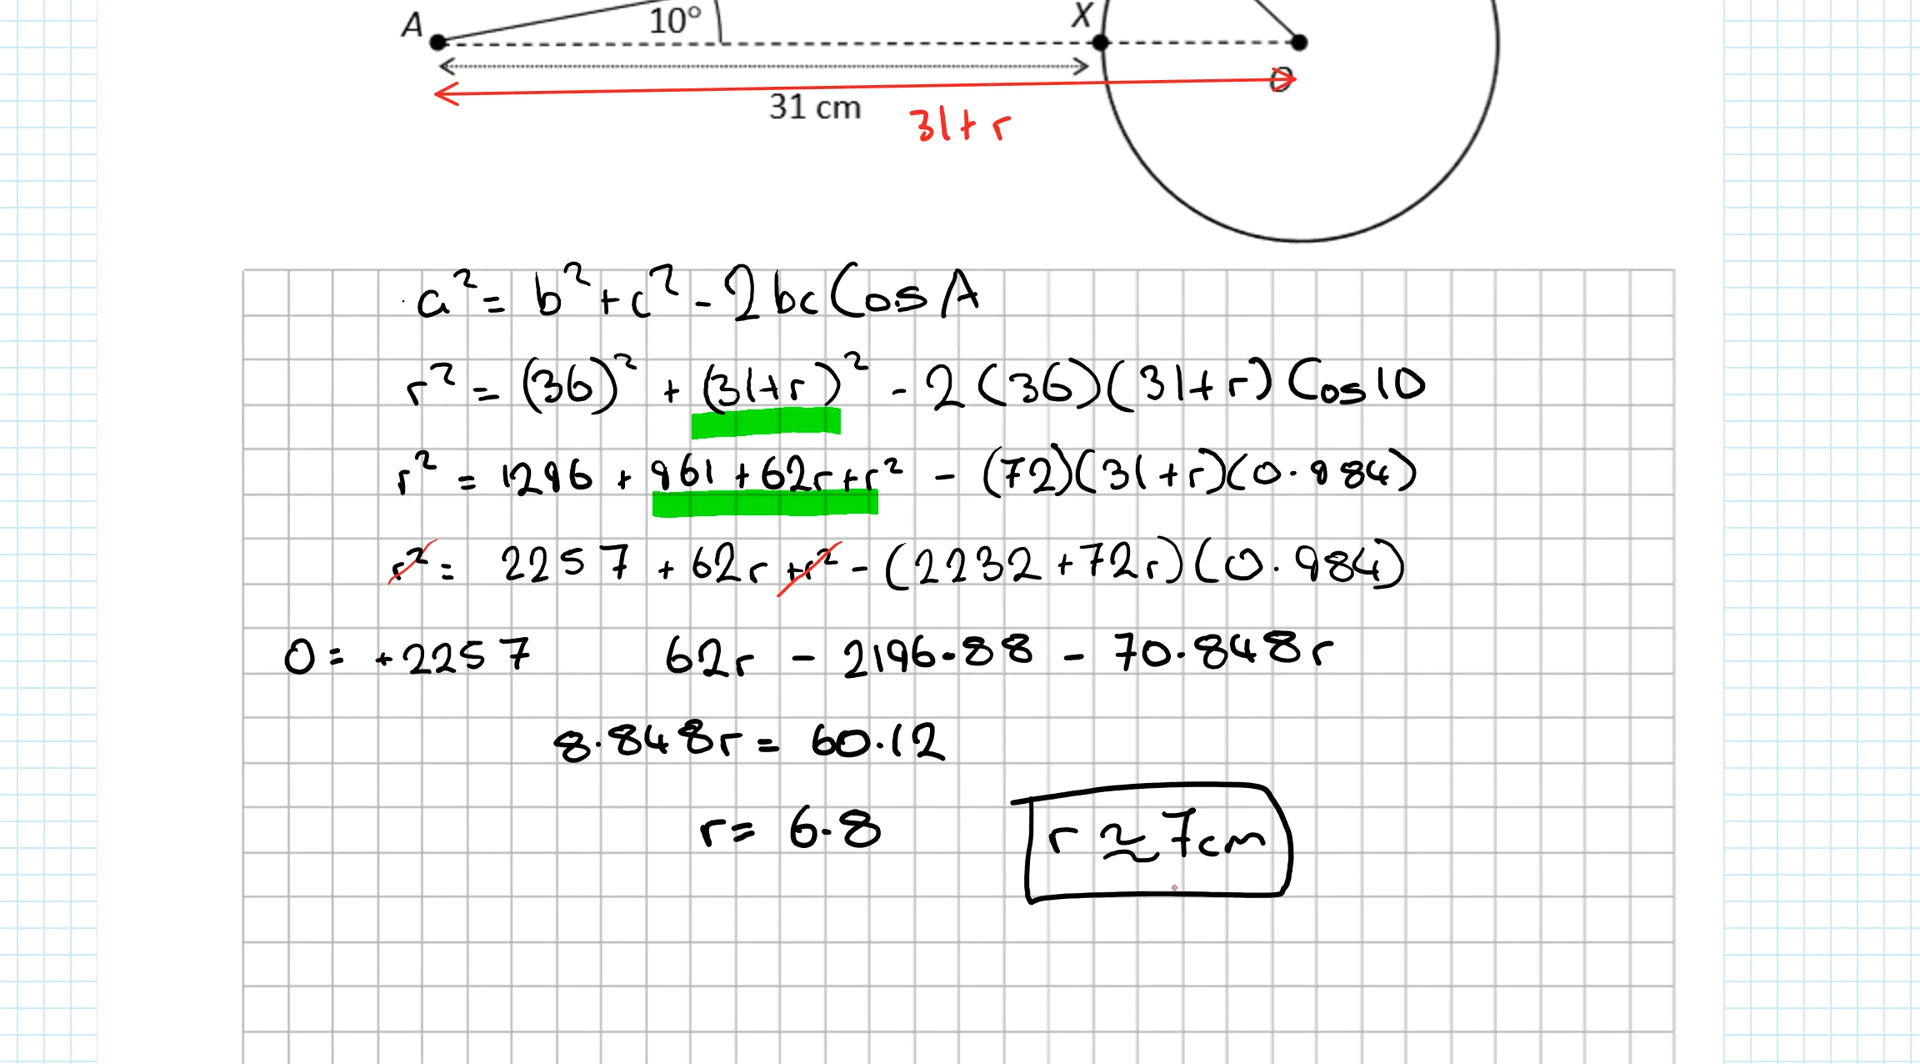 A 10° X
O
31 cm
31+r
a² = b² + c² - 2bc Cos A
r² = (36)² + (31+r)² - 2(36)(31+r) Cos10
r² = 1296 + 961 + 62r + r² - (72)(31+r)(0.984)
r² = 2257 + 62r + r² - (2232 + 72r)(0.984)
0 = +2257 62r - 2196.88 - 70.848r
8.848r = 60.12
r = 6.8 r ≈ 7cm